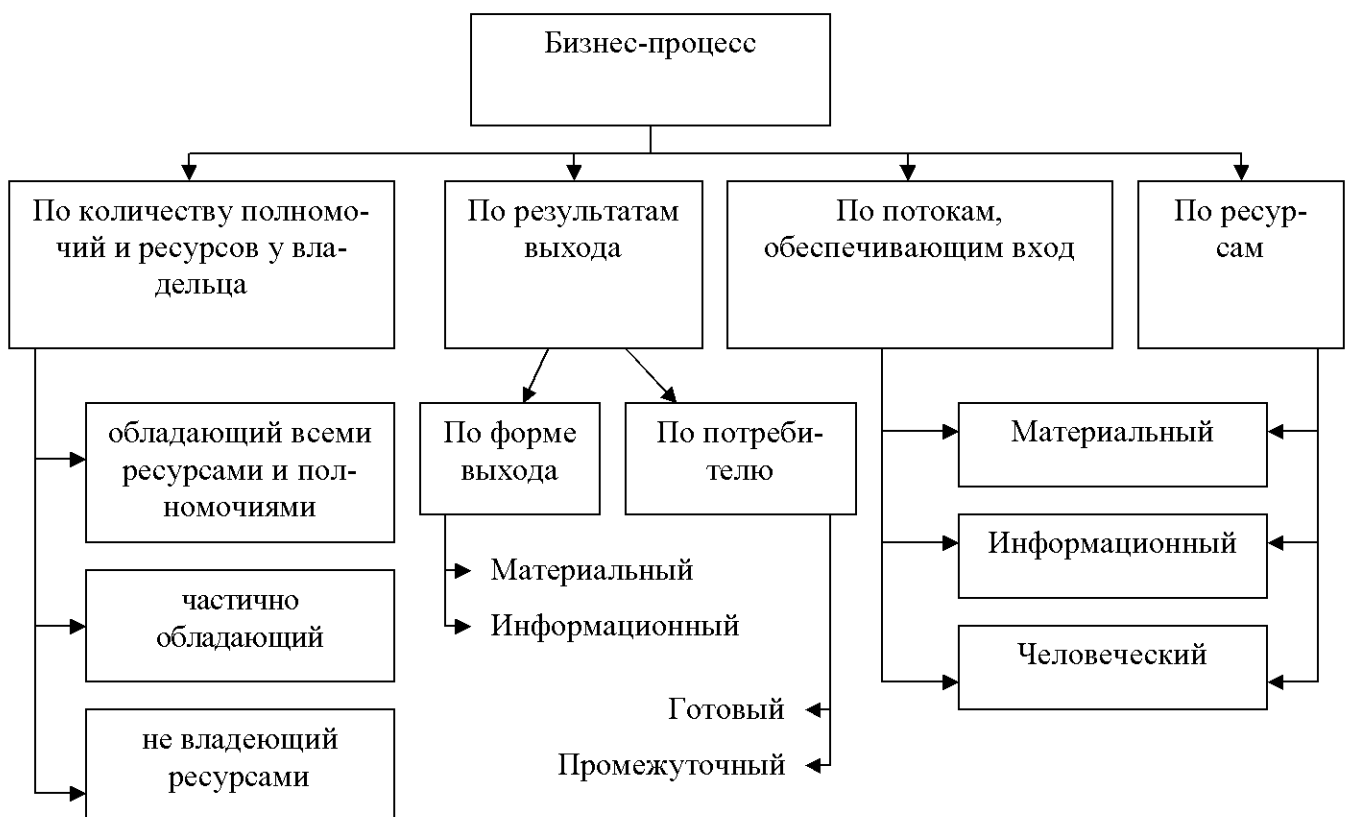 Бизнес-процесс
По количеству полномо-
чий и ресурсов у вла-
дельца
По результатам
выхода
По потокам,
обеспечивающим вход
По ресур-
сам
обладающий всеми
ресурсами и пол-
номочиями
частично
обладающий
не владеющий
ресурсами
По форме
выхода
По потреби-
телю
Материальный
Информационный
Готовый
Промежуточный
Материальный
Информационный
Человеческий